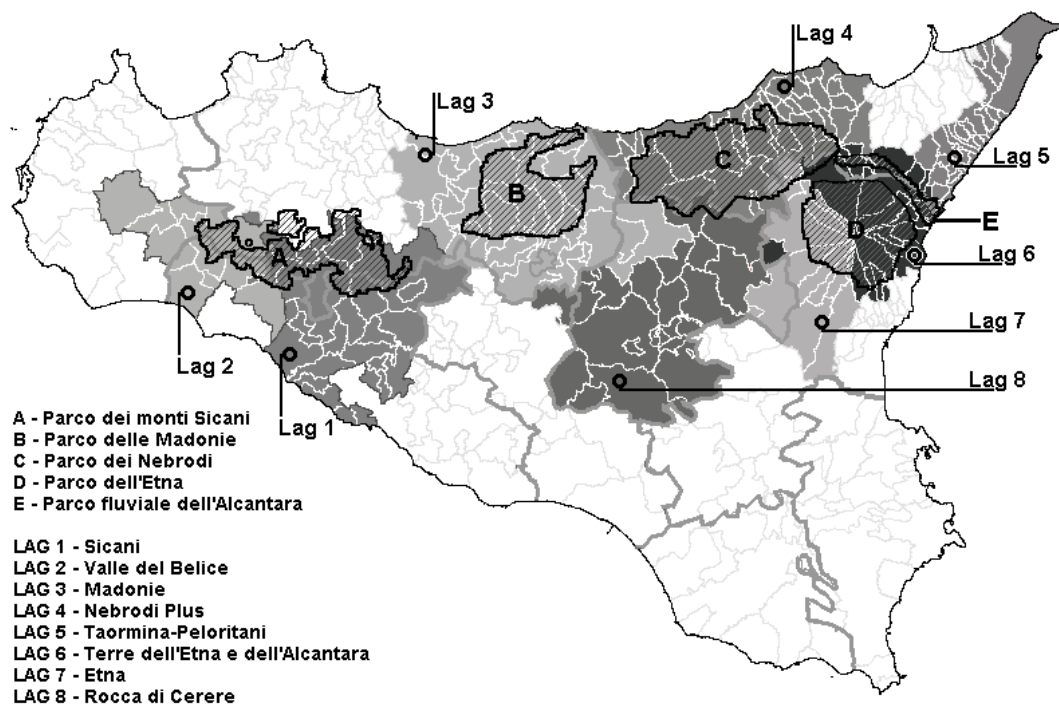 Lag 4
Lag 3
C
Lag 5
B
E
D
A
Lag 6
Lag 2
Lag 7
Lag 8
Lag 1
A - Parco dei monti Sicani
B - Parco delle Madonie
C - Parco dei Nebrodi
D - Parco dell'Etna
E - Parco fluviale dell'Alcantara
LAG 1 - Sicani
LAG 2 - Valle del Belice
LAG 3 - Madonie
LAG 4 - Nebrodi Plus
LAG 5 - Taormina-Peloritani
LAG 6 - Terre dell'Etna e dell'Alcantara
LAG 7 - Etna
LAG 8 - Rocca di Cerere